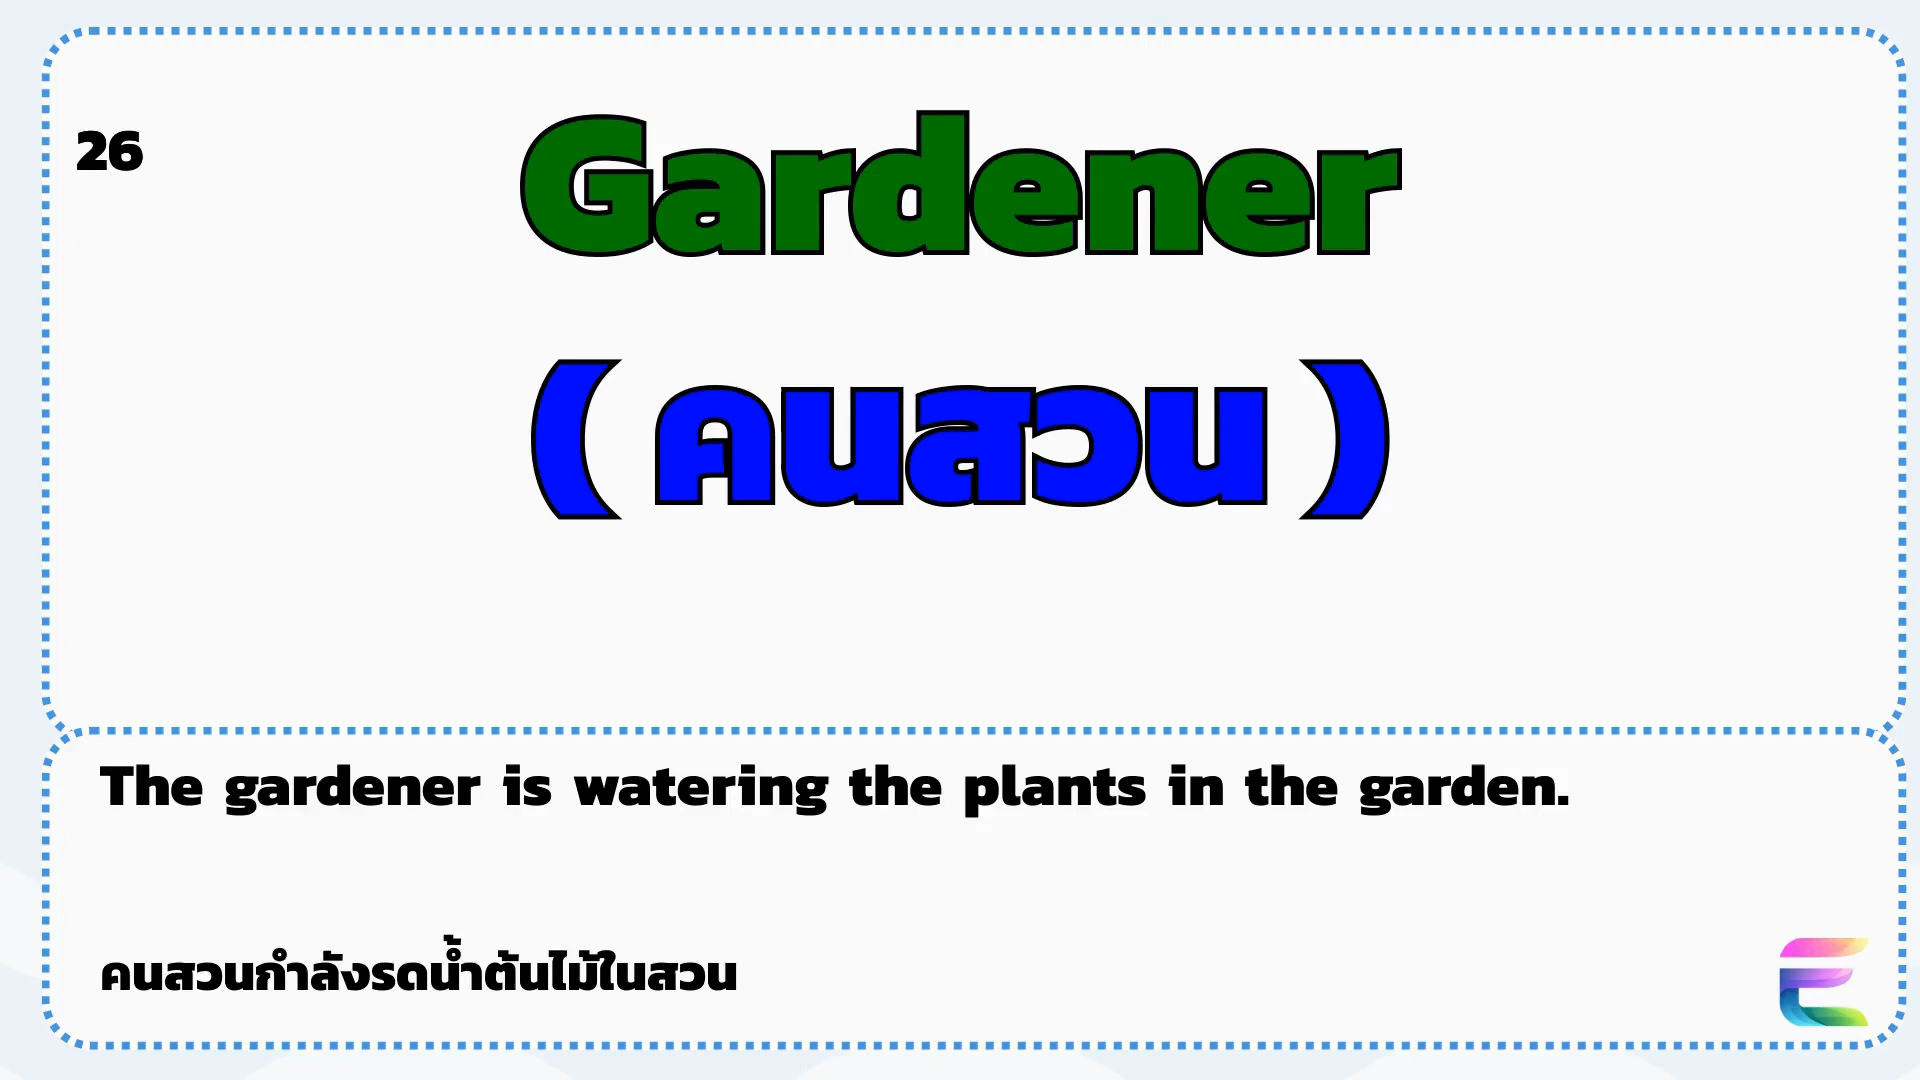 26
Gardener
( คนสวน )
The gardener is watering the plants in the garden.
คนสวนกำลังรดน้ำต้นไม้ในสวน